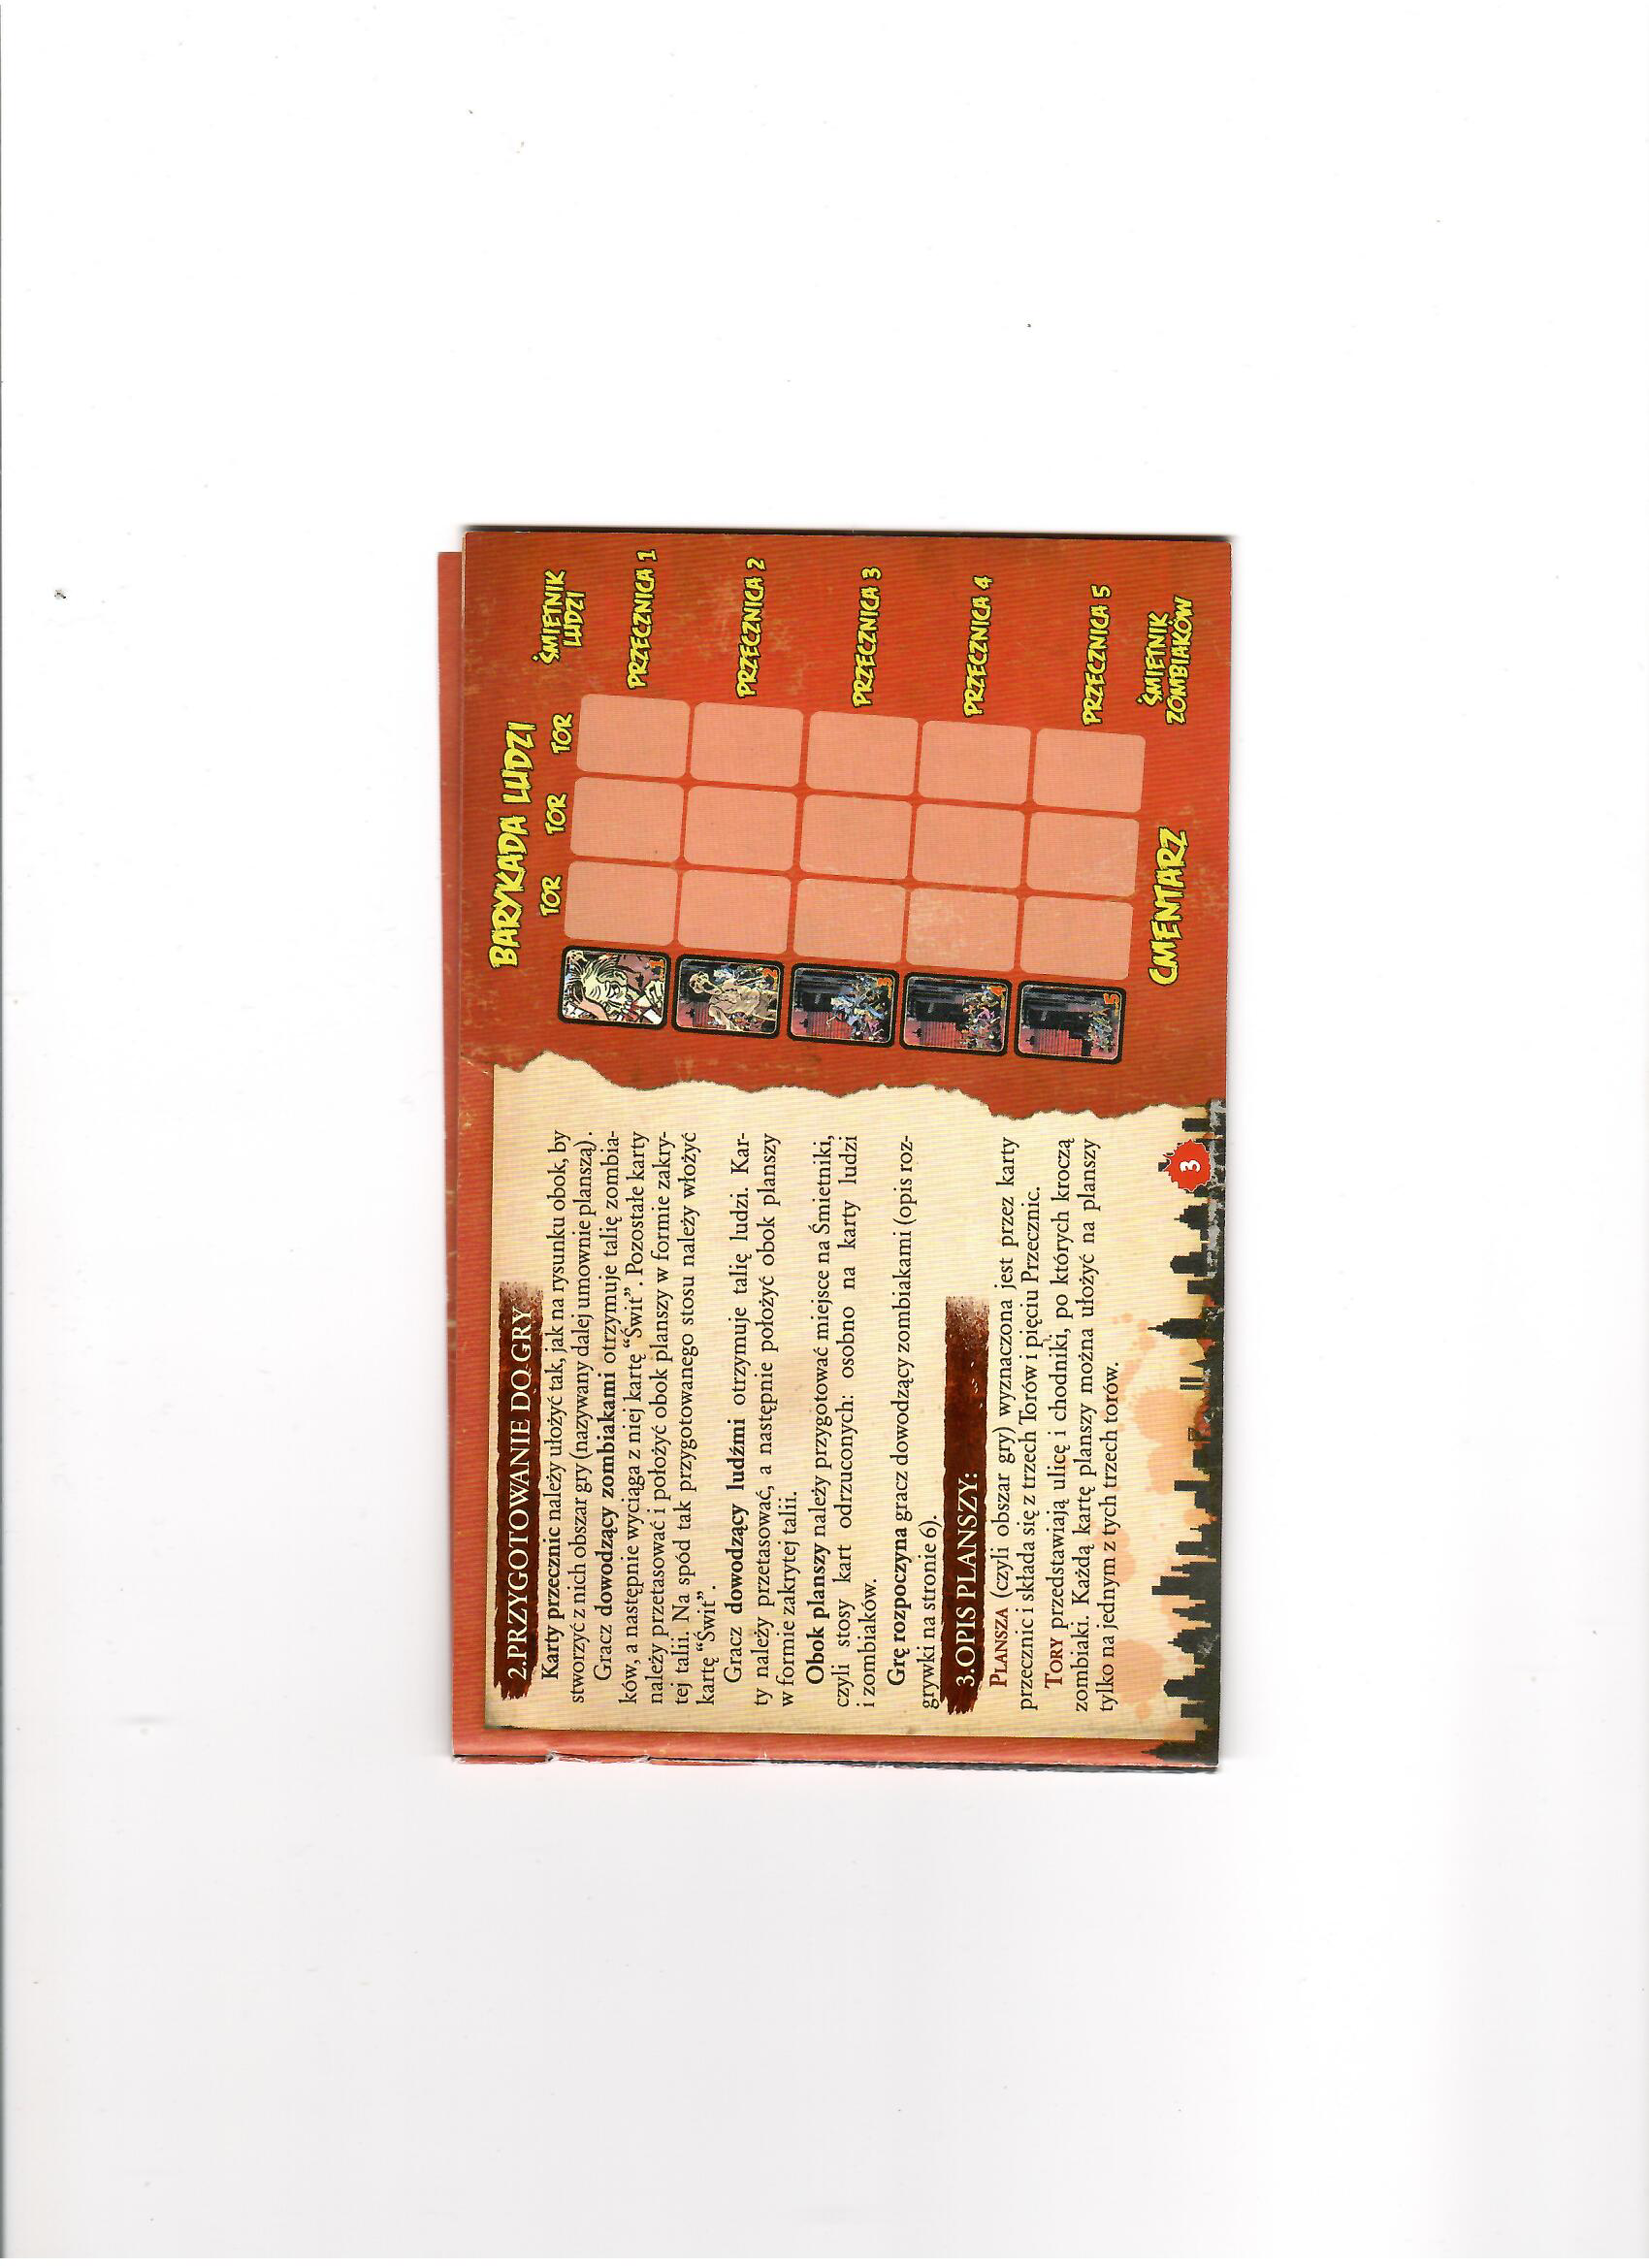 2.PRZYGOTOWANIE DO GRY
Karty przecznic należy ułożyć tak, jak na rysunku obok, by
stworzyć z nich obszar gry (nazywany dalej umownie planszą).
Gracz dowodzący zombiakami otrzymuje talię zombia-
ków, a następnie wyciąga z niej kartę “Świt”. Pozostałe karty
należy przetasować i położyć obok planszy w formie zakry-
tej talii. Na spód tak przygotowanego stosu należy włożyć
kartę “Świt”.
Gracz dowodzący ludźmi otrzymuje talię ludzi. Kar-
ty należy przetasować, a następnie położyć obok planszy
w formie zakrytej talii.
Obok planszy należy przygotować miejsce na Śmietniki,
czyli stosy kart odrzuconych: osobno na karty ludzi
i zombiaków.
Grę rozpoczyna gracz dowodzący zombiakami (opis roz-
grywki na stronie 6).
3.OPIS PLANSZY:
PLANSZA (czyli obszar gry) wyznaczona jest przez karty
przecznic i składa się z trzech Torów i pięciu Przecznic.
TORY przedstawiają ulicę i chodniki, po których kroczą
zombiaki. Każdą kartę planszy można ułożyć na planszy
tylko na jednym z tych trzech torów.
3
BARYKADA LUDZI
TOR TOR TOR
ŚMIETNIK
LUDZI
1
PRZECZNICA 1
2
PRZECZNICA 2
3
PRZECZNICA 3
4
PRZECZNICA 4
5
PRZECZNICA 5
CMENTARZ
ŚMIETNIK
ZOMBIAKÓW